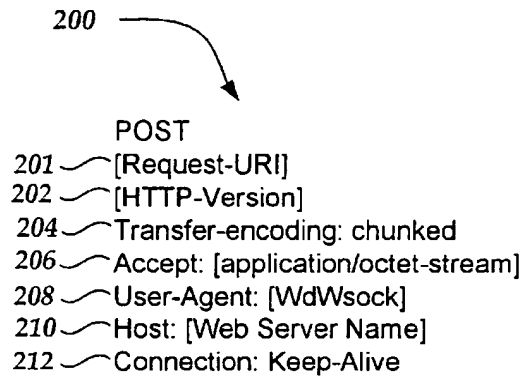 200
POST
201 [Request-URI]
202 [HTTP-Version]
204 Transfer-encoding: chunked
206 Accept: [application/octet-stream]
208 User-Agent: [WdWsock]
210 Host: [Web Server Name]
212 Connection: Keep-Alive